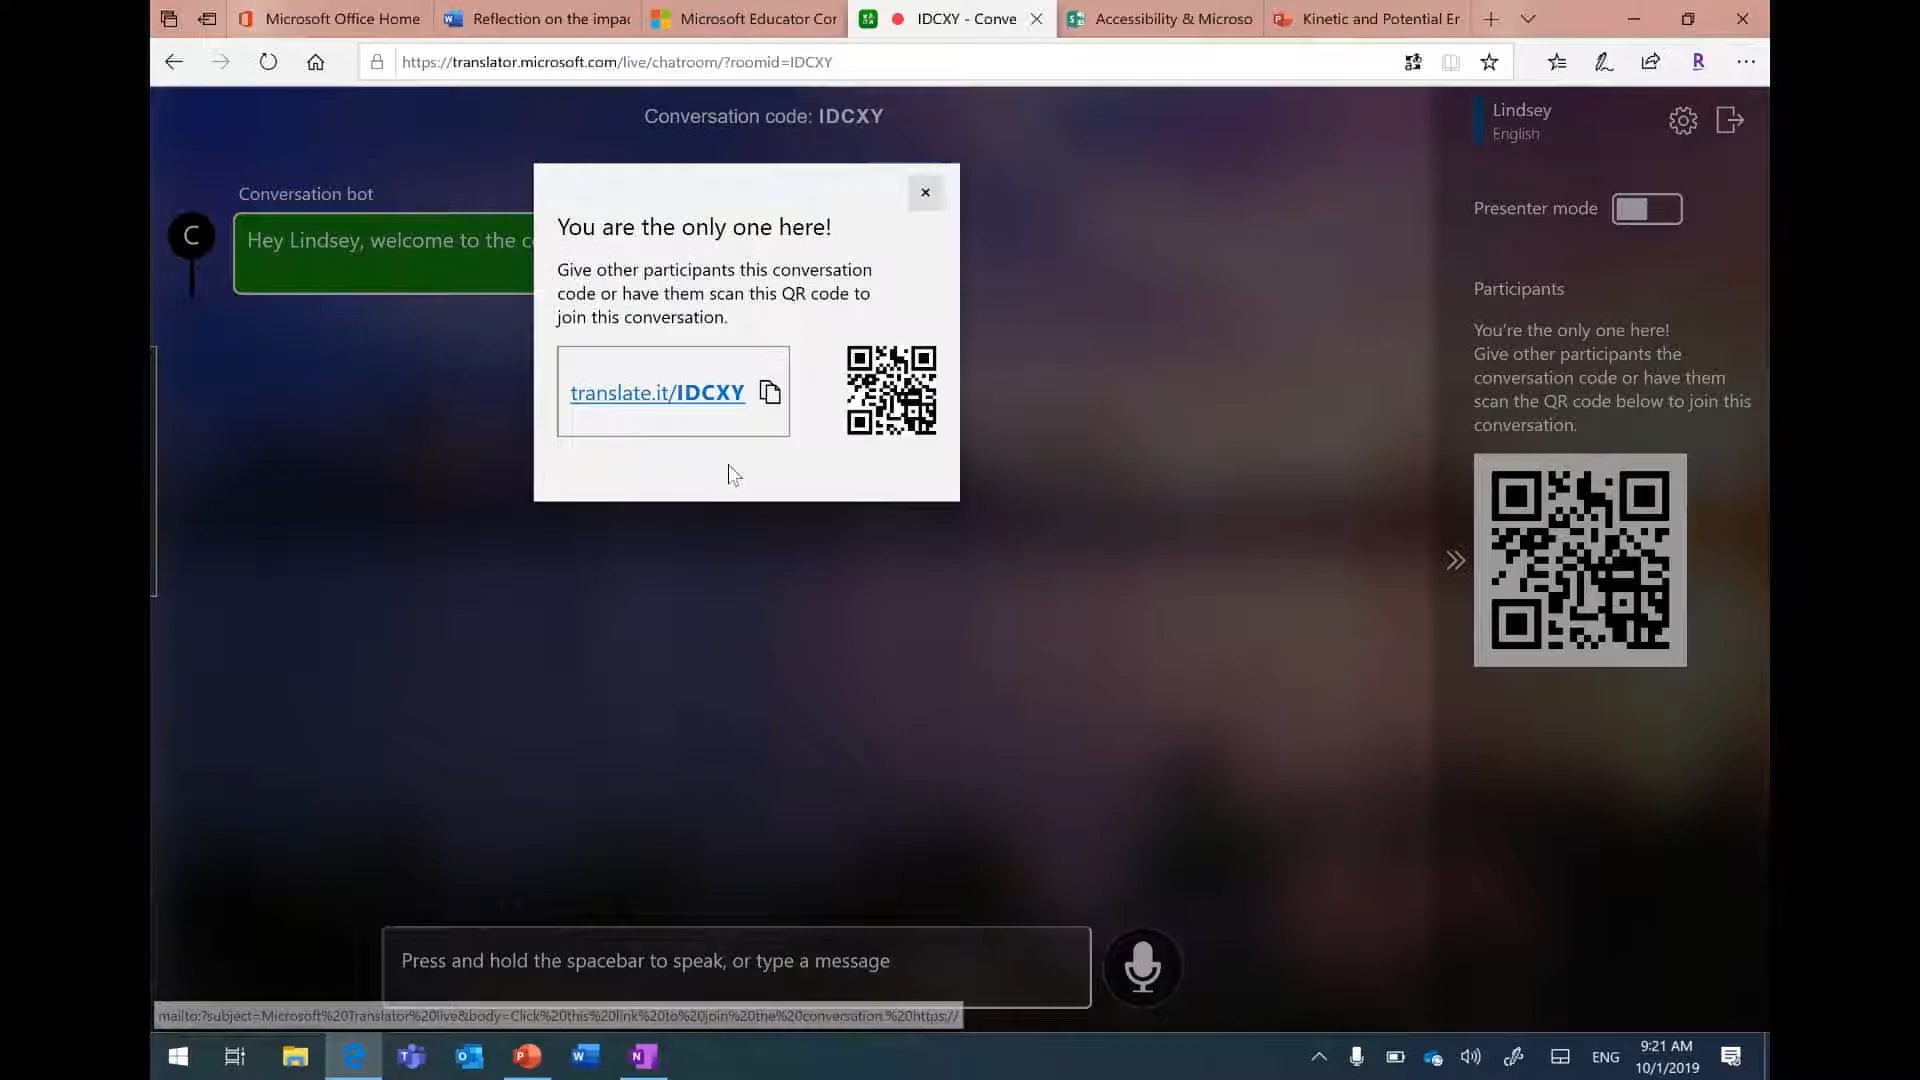 Microsoft Office Home
Reflection on the impac
Microsoft Educator Cor
IDCXY - Conve
Accessibility & Microso
Kinetic and Potential Er
https://translator.microsoft.com/live/chatroom/?roomid=IDCXY
R
Conversation code: IDCXY
Lindsey
English
Conversation bot
C
Hey Lindsey, welcome to the c
Presenter mode
You are the only one here!
Give other participants this conversation
code or have them scan this QR code to
join this conversation.
translate.it/IDCXY
Participants
You're the only one here!
Give other participants the
conversation code or have them
scan the QR code below to join this
conversation.
Press and hold the spacebar to speak, or type a message
mailto:?subject=Microsoft%20Translator%20live&body=Click%20this%20link%20to%20join%20the%20conversation.%20https://
ENG
9:21 AM
10/1/2019